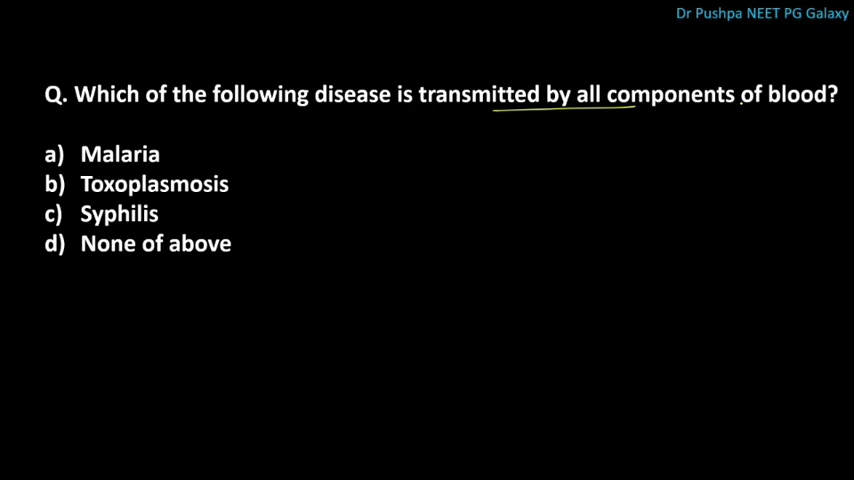 Dr Pushpa NEET PG Galaxy
Q. Which of the following disease is transmitted by all components of blood?
a) Malaria
b) Toxoplasmosis
c) Syphilis
d) None of above